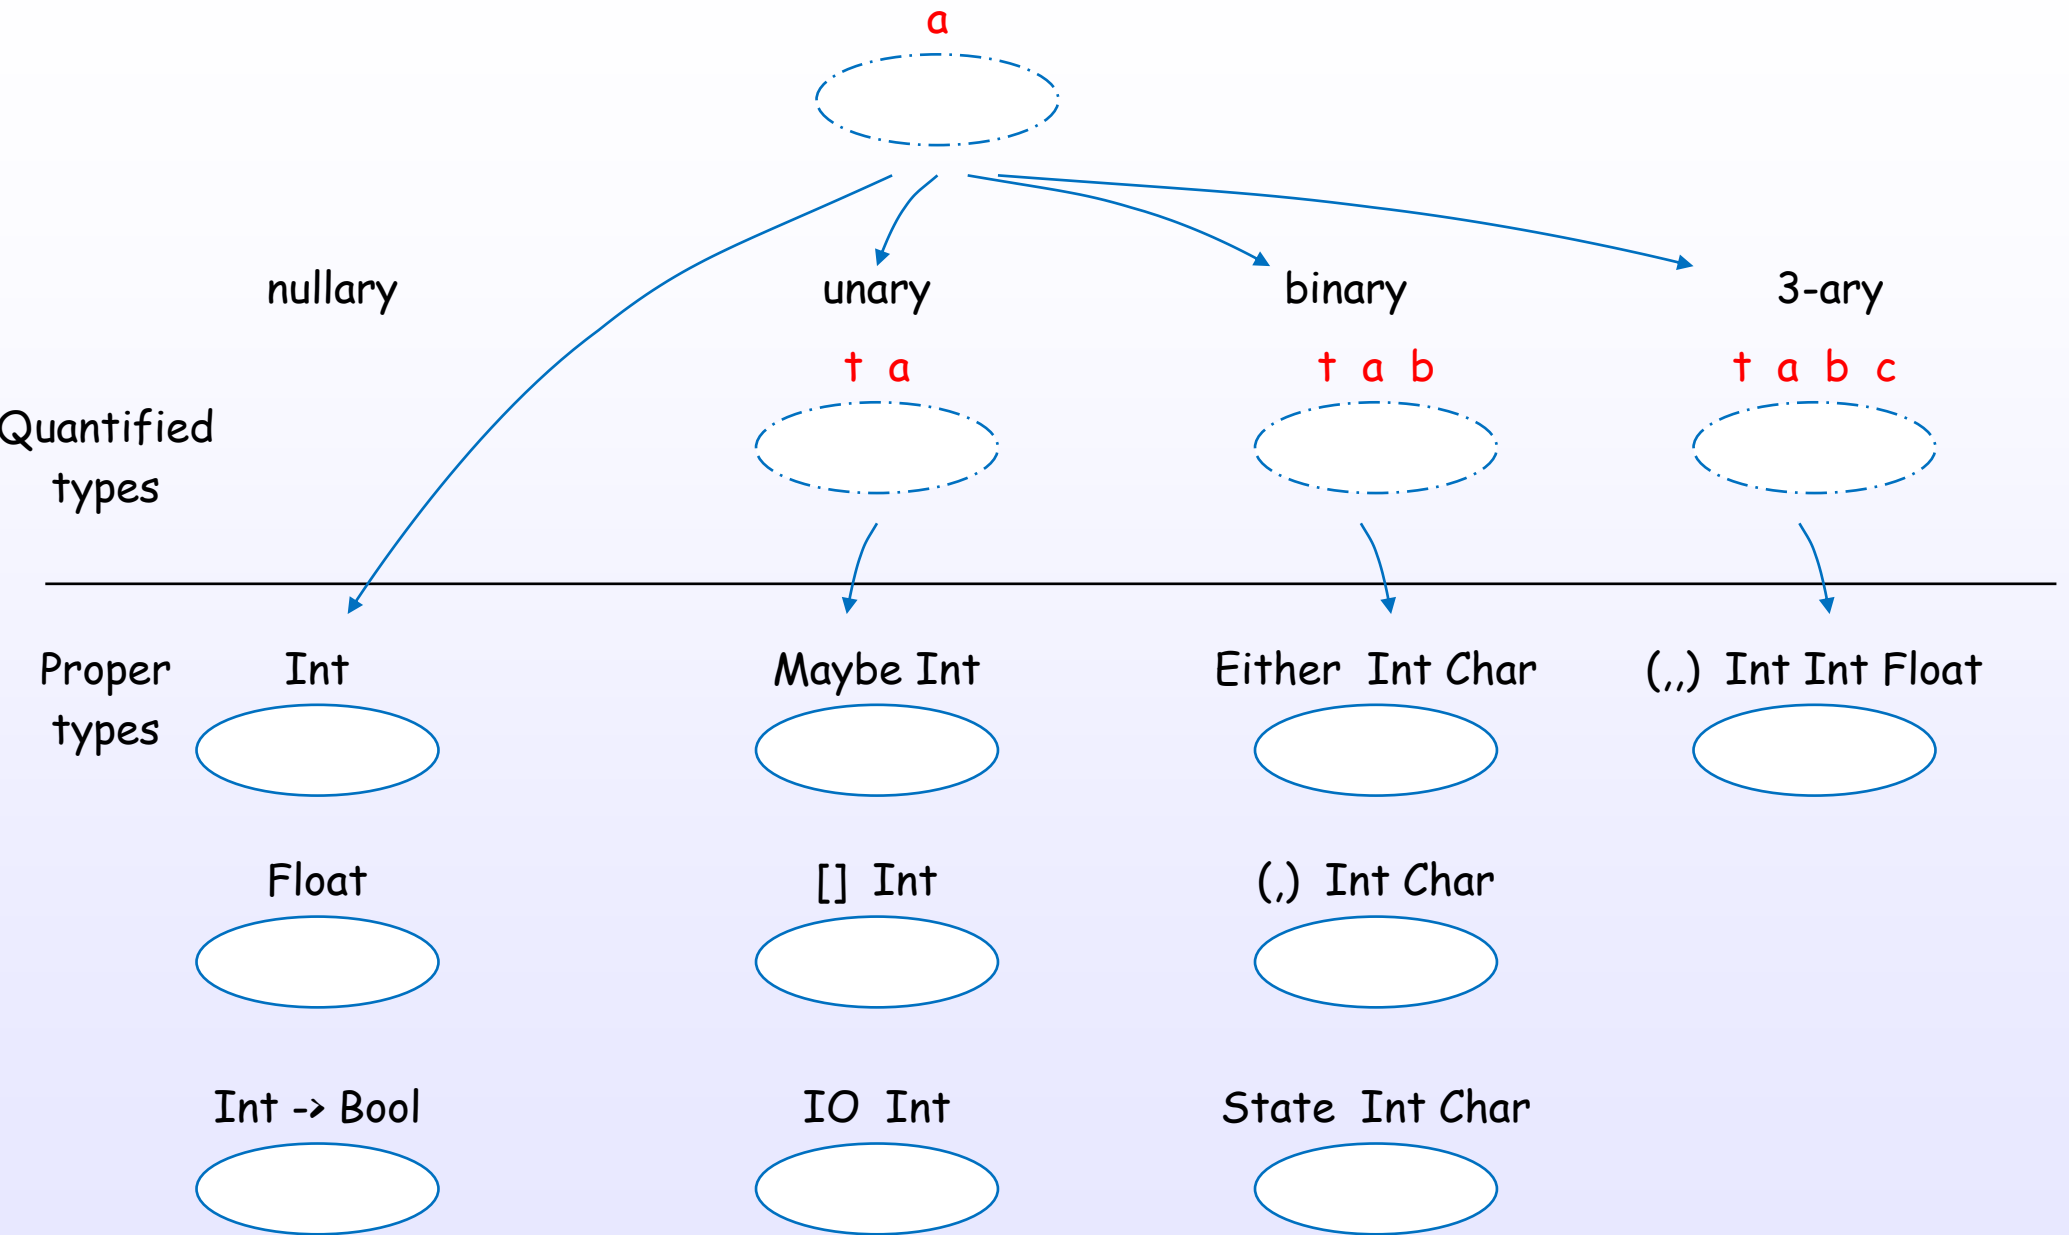 a
nullary unary binary 3-ary
t a t a b t a b c
Quantified
types
Proper Int Maybe Int Either Int Char (,,) Int Int Float
types
Float [] Int (,) Int Char
Int -> Bool IO Int State Int Char